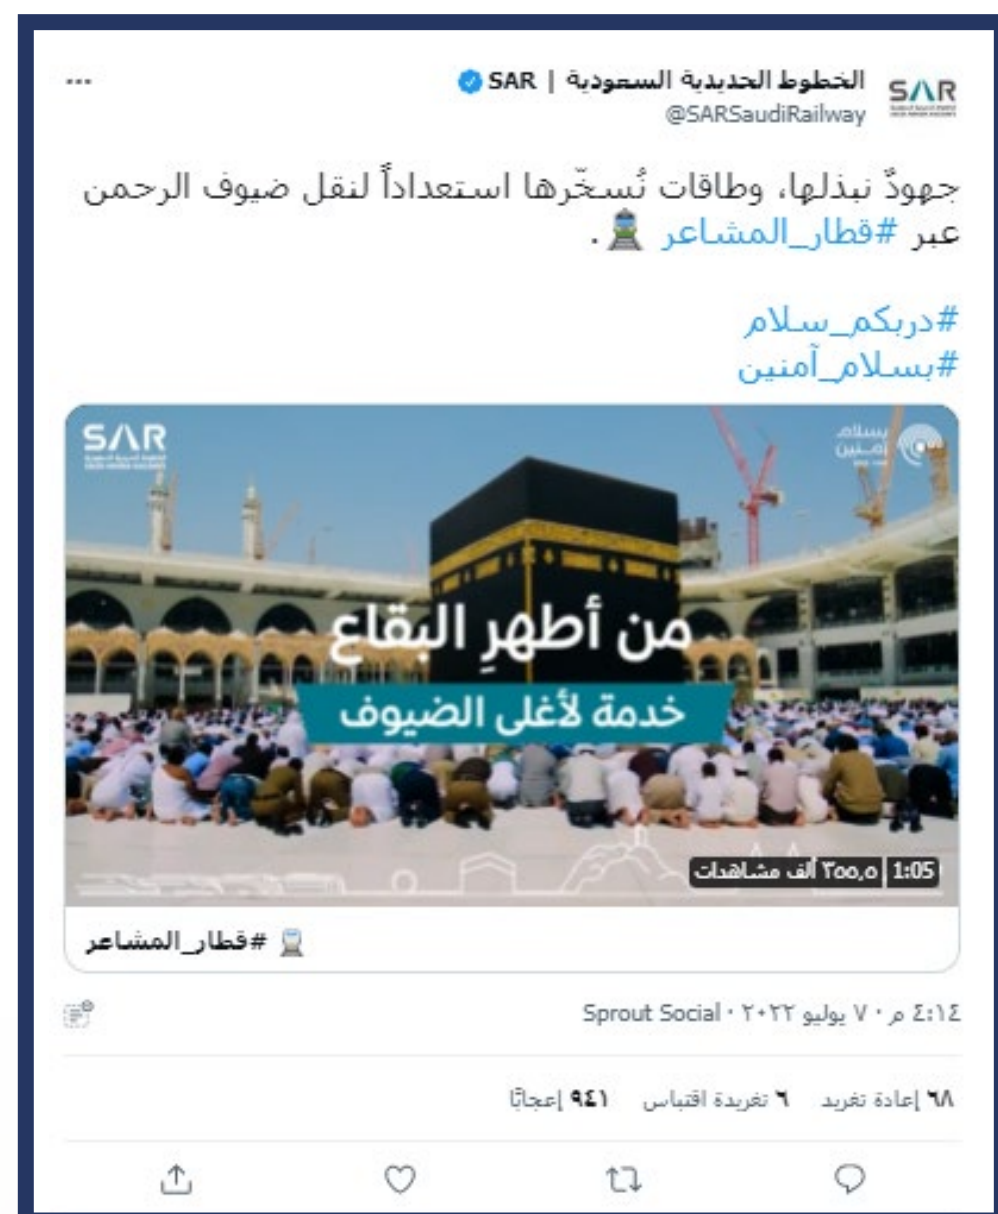 الخطوط الحديدية السعودية | SAR
@SARSaudiRailway
SAR
جهودٌ نبذلها، وطاقات نُسخّرها استعداداً لنقل ضيوف الرحمن
عبر #قطار_المشاعر .
#دربكم_سلام
#بسلام_آمنين
SAR
بسلام
آمنين
من أطهرِ البقاع
خدمة لأغلى الضيوف
1:05 ٣٥٥,٥ ألف مشاهدات
#قطار_المشاعر
٤:١٤ م · ٧ يوليو ٢٠٢٢ · Sprout Social
٦٨ إعادة تغريد ٦ تغريدة اقتباس ٩٤١ إعجابًا